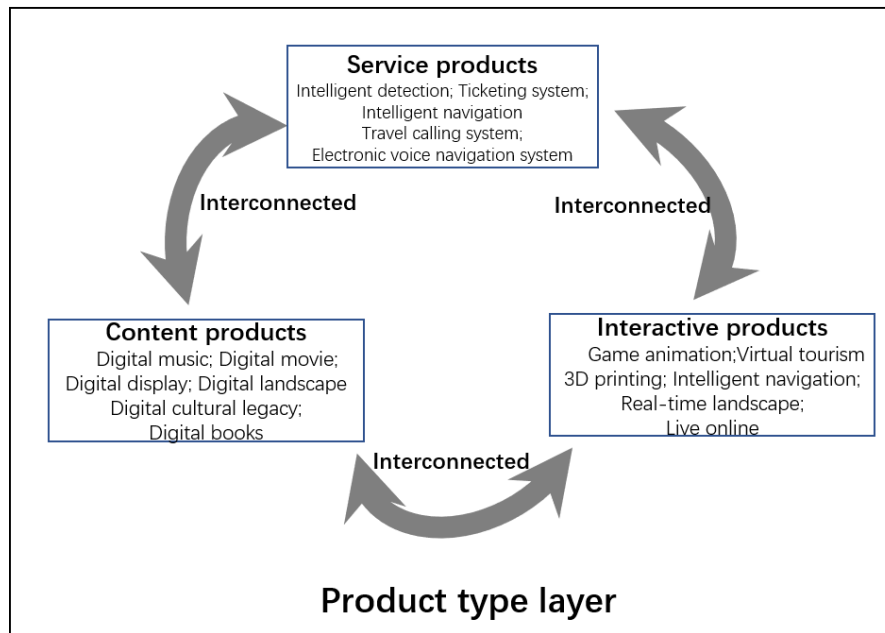 Service products
Intelligent detection; Ticketing system;
Intelligent navigation
Travel calling system;
Electronic voice navigation system
Interconnected
Interconnected
Content products
Digital music; Digital movie;
Digital display; Digital landscape
Digital cultural legacy;
Digital books
Interactive products
Game animation;Virtual tourism
3D printing; Intelligent navigation;
Real-time landscape;
Live online
Interconnected
Product type layer